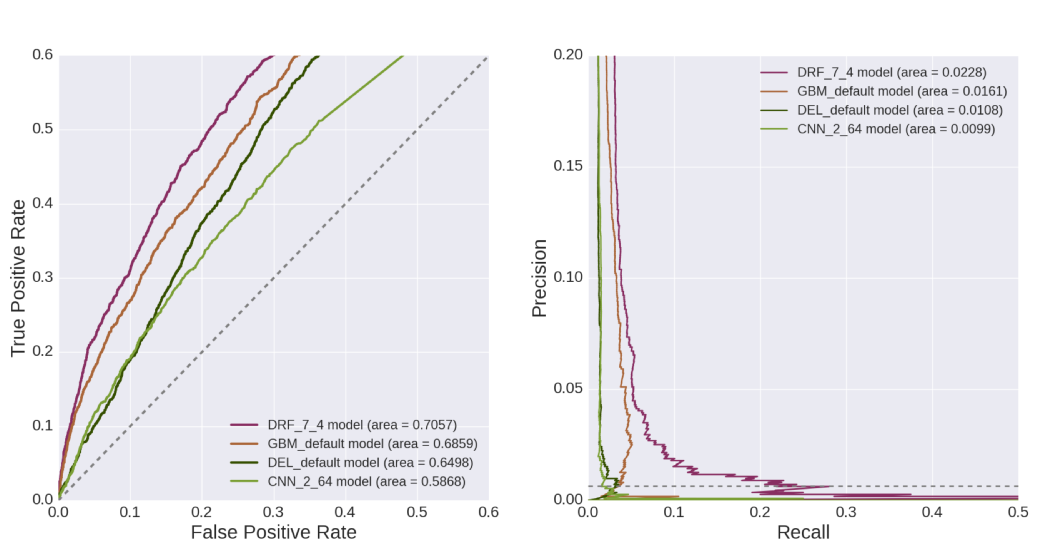 0.6
0.5
0.4
0.3
0.2
0.1
0.0
True Positive Rate
DRF_7_4 model (area = 0.7057)
GBM_default model (area = 0.6859)
DEL_default model (area = 0.6498)
CNN_2_64 model (area = 0.5868)
0.0 0.1 0.2 0.3 0.4 0.5 0.6
False Positive Rate
0.20
0.15
0.10
0.05
0.00
Precision
DRF_7_4 model (area = 0.0228)
GBM_default model (area = 0.0161)
DEL_default model (area = 0.0108)
CNN_2_64 model (area = 0.0099)
0.0 0.1 0.2 0.3 0.4 0.5
Recall